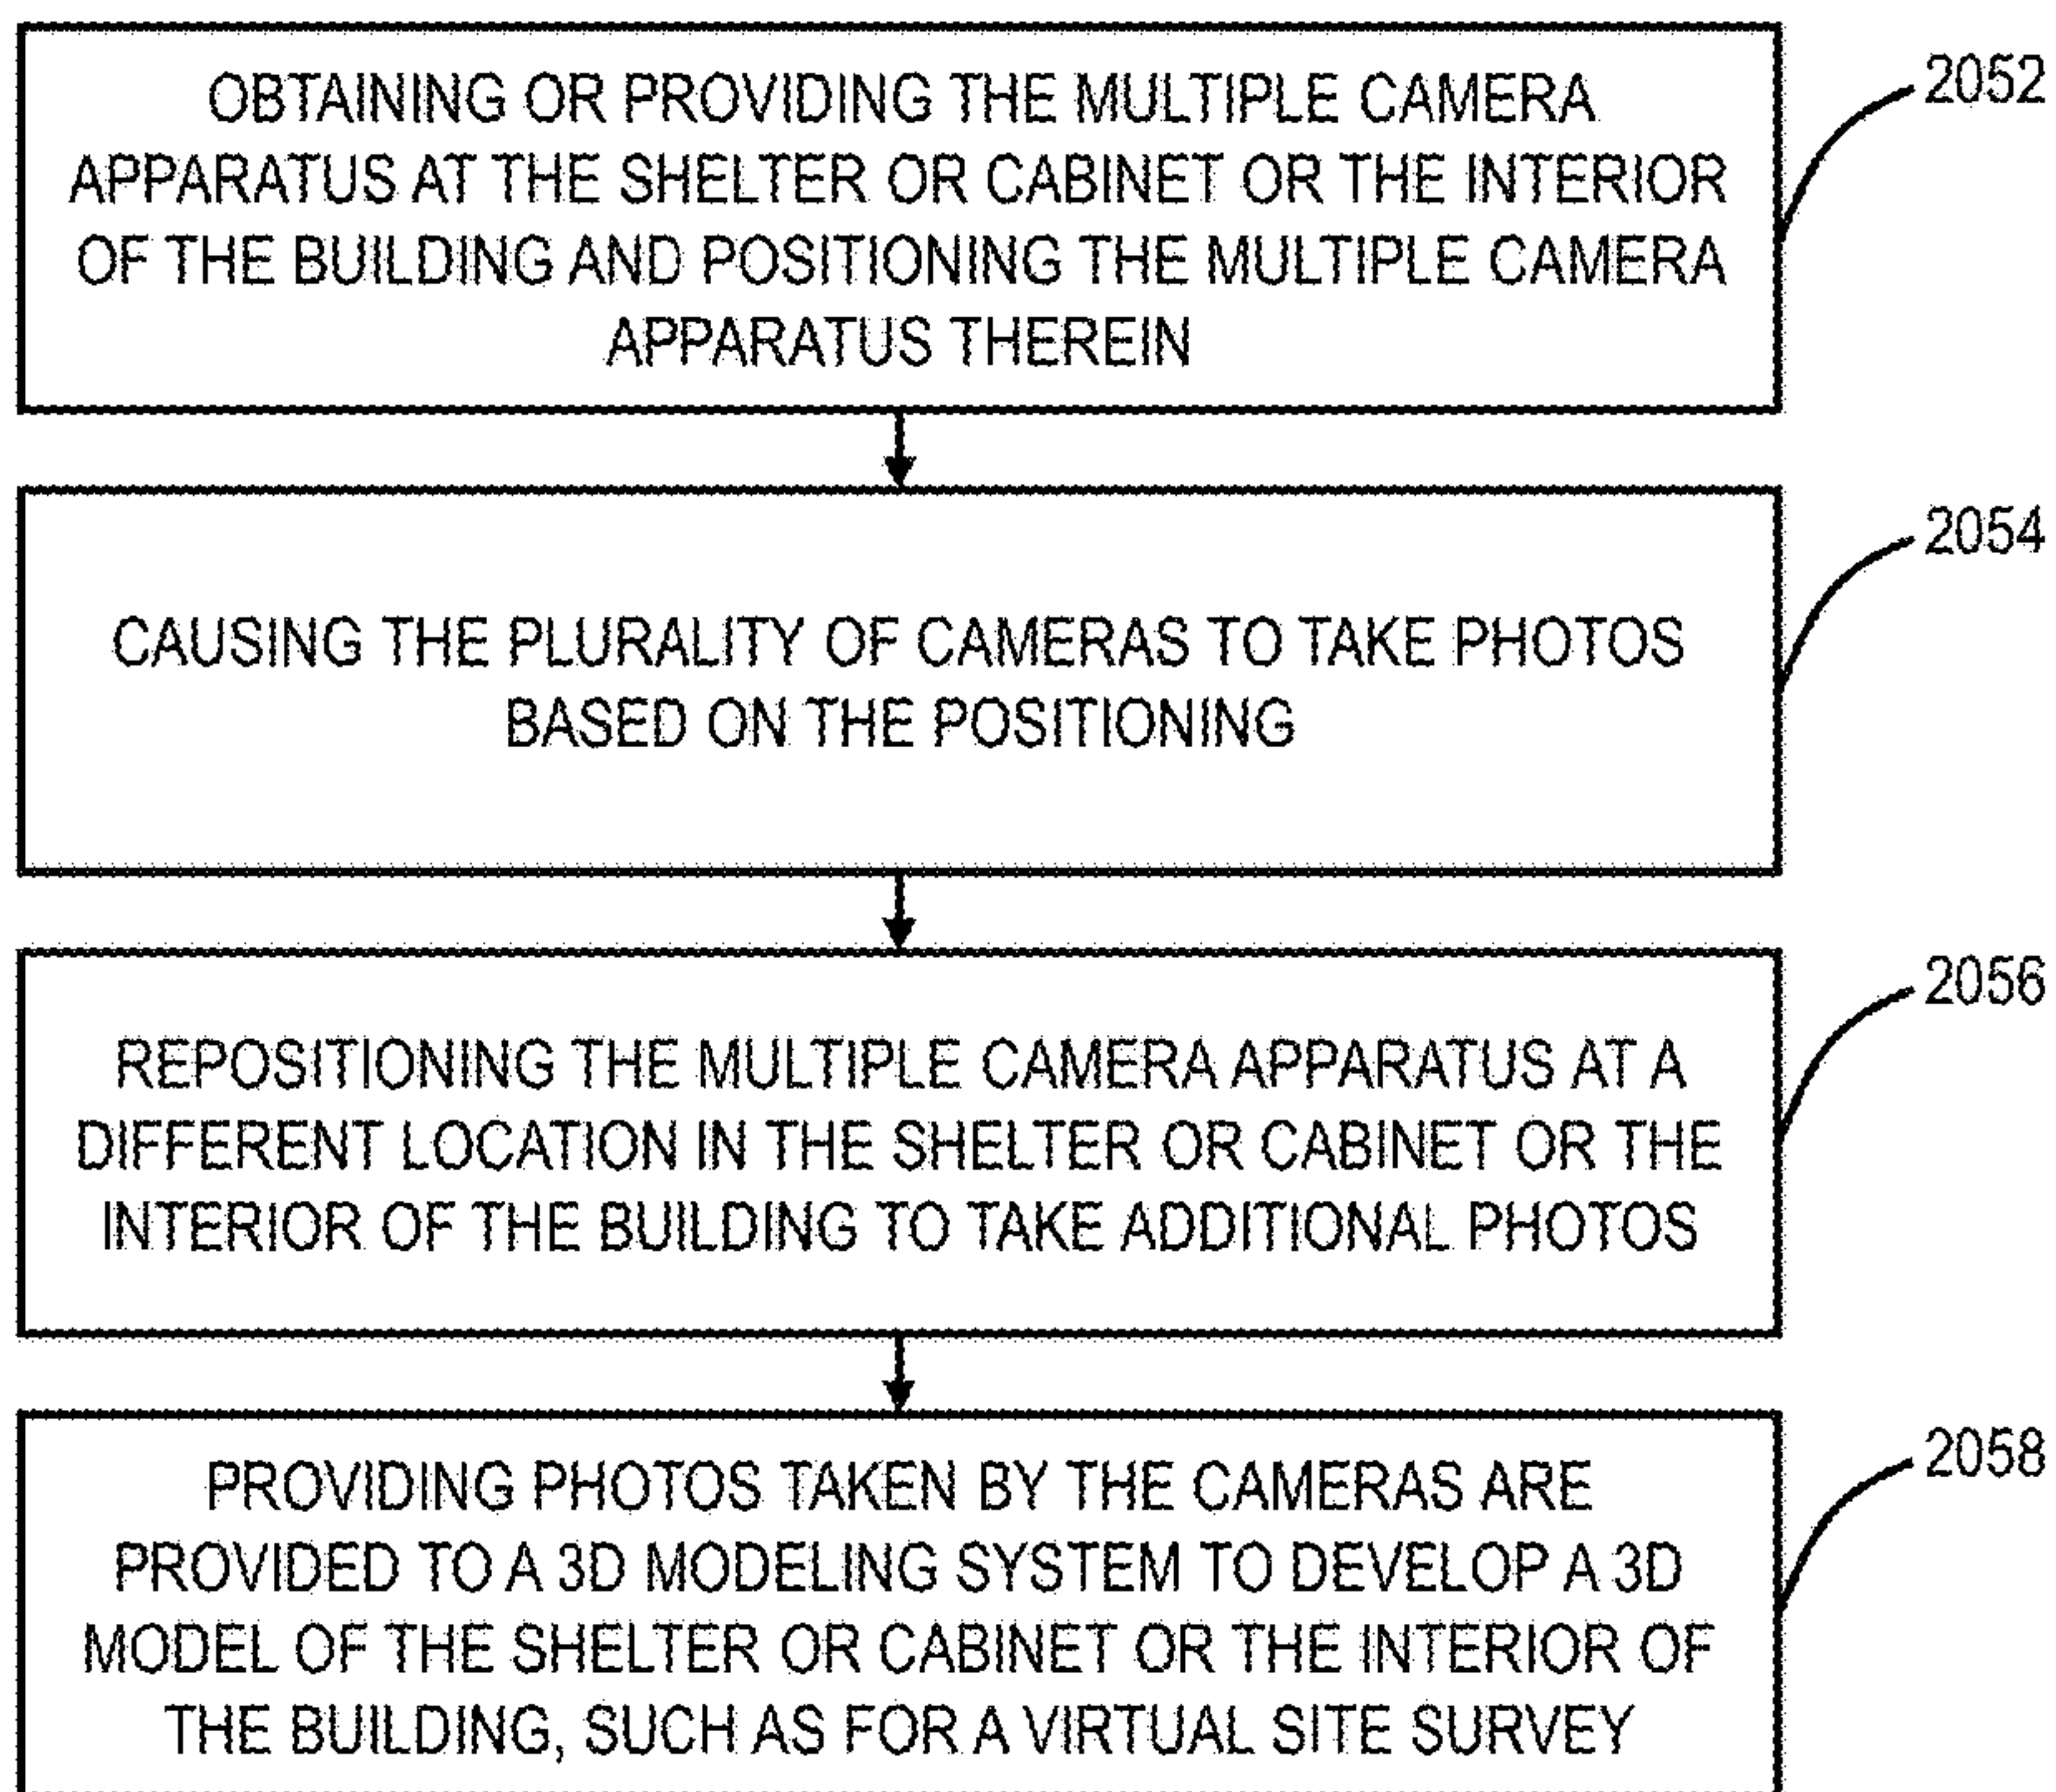 OBTAINING OR PROVIDING THE MULTIPLE CAMERA
APPARATUS AT THE SHELTER OR CABINET OR THE INTERIOR
OF THE BUILDING AND POSITIONING THE MULTIPLE CAMERA
APPARATUS THEREIN
2052
CAUSING THE PLURALITY OF CAMERAS TO TAKE PHOTOS
BASED ON THE POSITIONING
2054
REPOSITIONING THE MULTIPLE CAMERA APPARATUS AT A
DIFFERENT LOCATION IN THE SHELTER OR CABINET OR THE
INTERIOR OF THE BUILDING TO TAKE ADDITIONAL PHOTOS
2056
PROVIDING PHOTOS TAKEN BY THE CAMERAS ARE
PROVIDED TO A 3D MODELING SYSTEM TO DEVELOP A 3D
MODEL OF THE SHELTER OR CABINET OR THE INTERIOR OF
THE BUILDING, SUCH AS FOR A VIRTUAL SITE SURVEY
2058